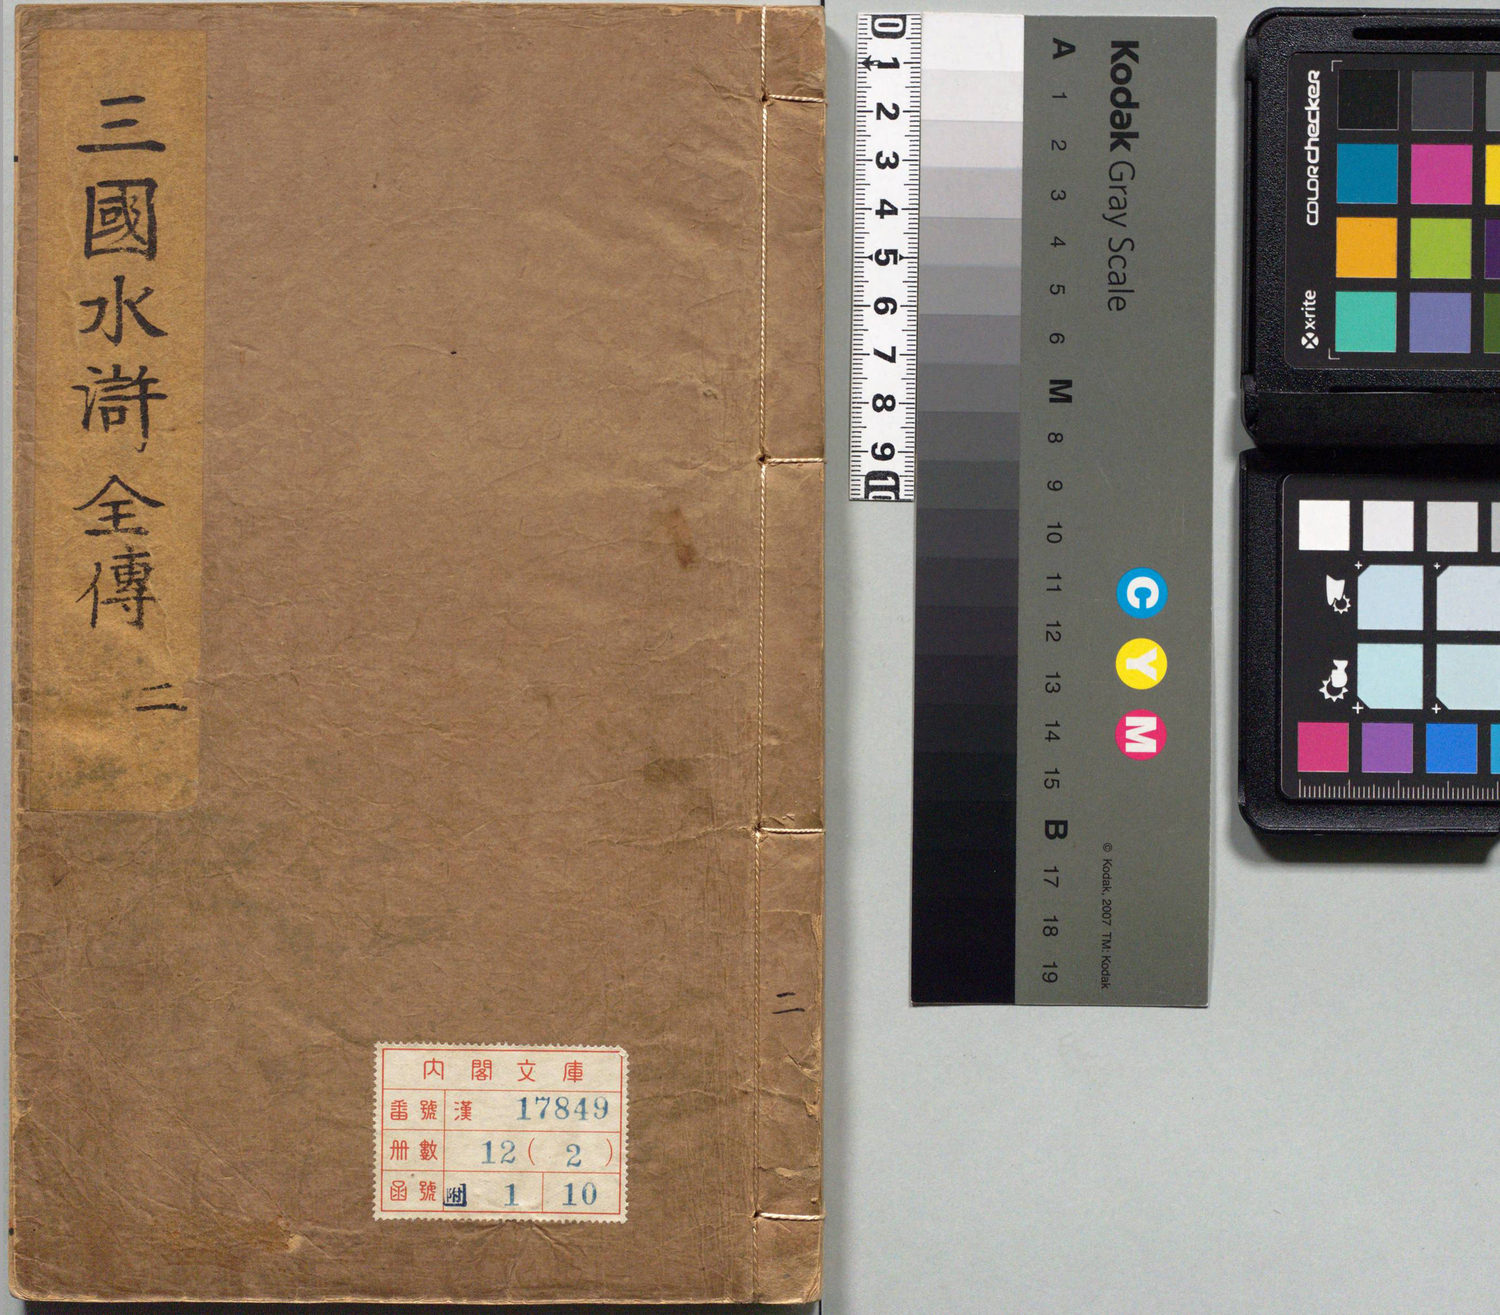 三國水滸全傳
二
二
内閣文庫
番號 漢 17849
册數 12 ( 2 )
函號 附 1 10
0 1 2 3 4 5 6 7 8 9 10
Kodak Gray Scale
A 1 2 3 4 5 6 M 8 9 10 11 12 13 14 15 B 17 18 19
C Y M
© Kodak, 2007 TM: Kodak
colorchecker
x-rite